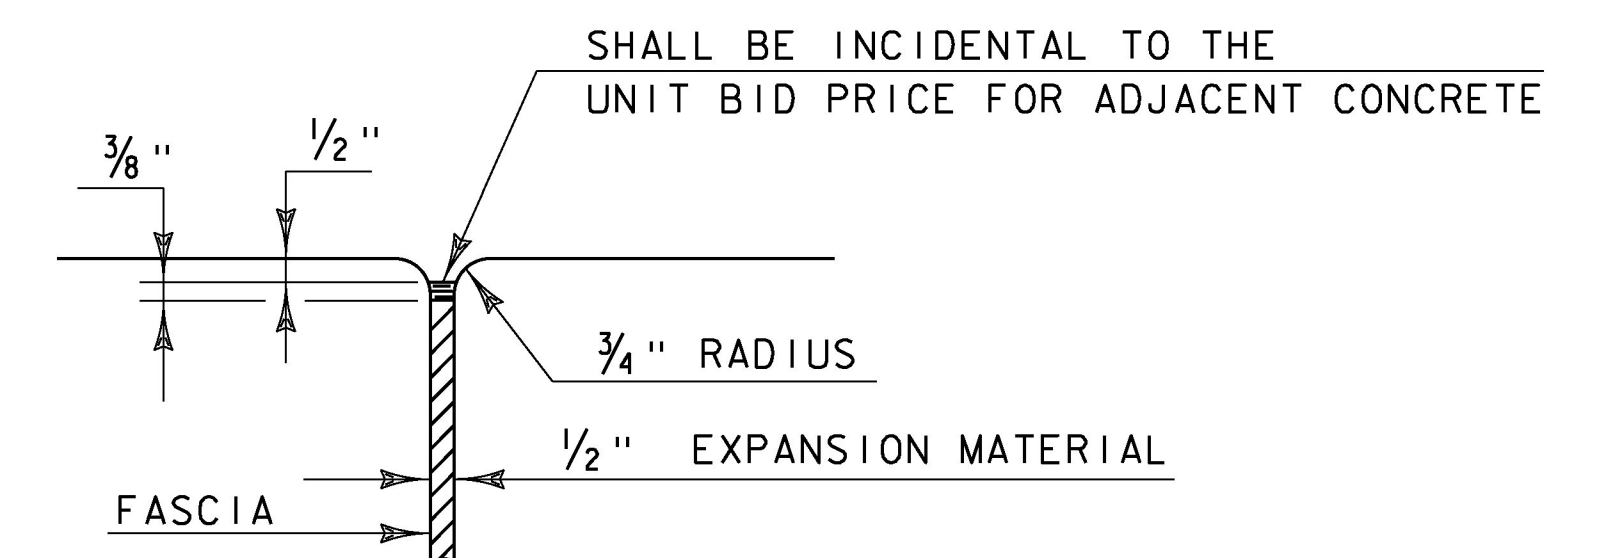 SHALL BE INCIDENTAL TO THE
UNIT BID PRICE FOR ADJACENT CONCRETE
3/8"
1/2"
3/4" RADIUS
1/2" EXPANSION MATERIAL
FASCIA